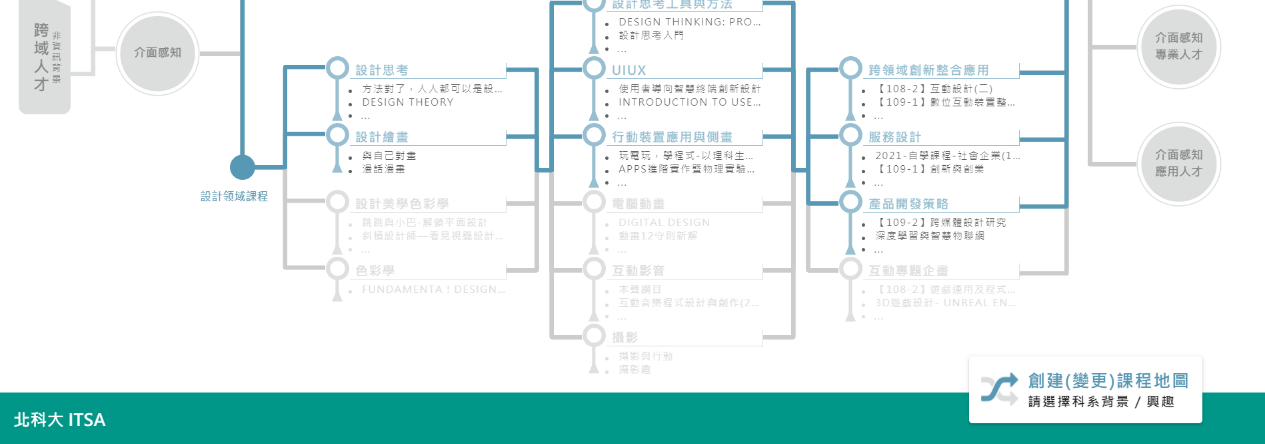 跨域人才
介面感知
設計領域課程
設計思考
方法對了，人人都可以是設...
DESIGN THEORY
...
設計繪畫
與自己對畫
漫話漫畫
設計美學色彩學
跳跳與小巴-解鎖平面設計
斜槓設計師—看見視覺設計...
...
色彩學
FUNDAMENTA！DESIGN...
設計思考工具與方法
DESIGN THINKING: PRO...
設計思考入門
...
UIUX
使用者導向智慧終端創新設計
INTRODUCTION TO USE...
...
行動裝置應用與側畫
玩電玩，學程式-以理科生...
APPS進階實作暨物理實驗...
...
電腦動畫
DIGITAL DESIGN
動畫12守則新解
...
互動影音
本聲講目
互動含樂程式設計與創作(2...
...
攝影
攝影與行動
攝影趣
...
跨領域創新整合應用
【108-2】互動設計(二)
【109-1】數位互動裝置整...
...
服務設計
2021-自學課程-社會企業(1...
【109-1】創新與創業
...
產品開發策略
【109-2】跨媒體設計研究
深度學習與智慧物聯網
...
互動專題企畫
【108-2】遊戲運用及程式...
3D遊戲設計- UNREAL EN...
...
介面感知
專業人才
介面感知
應用人才
創建(變更)課程地圖
請選擇科系背景 / 興趣
北科大 ITSA